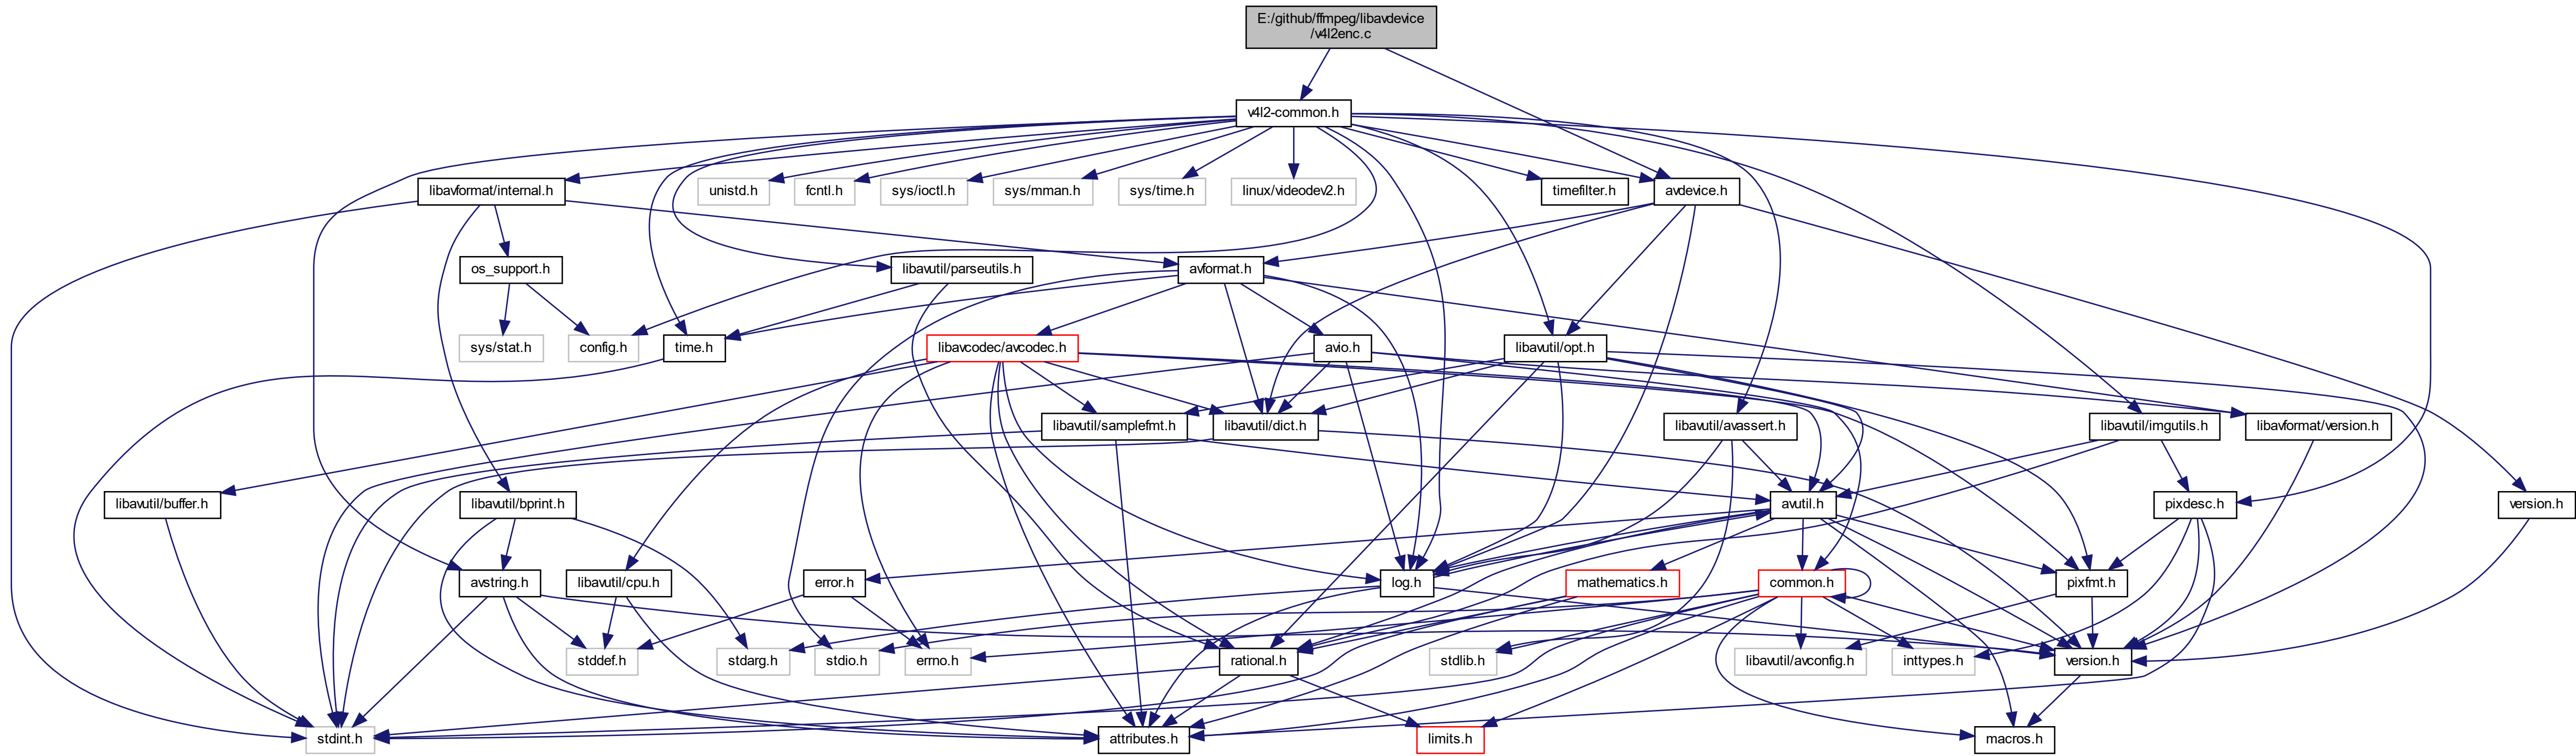 E:/github/ffmpeg/libavdevice
/v4l2enc.c
v4l2-common.h
libavformat/internal.h
unistd.h
fcntl.h
sys/ioctl.h
sys/mman.h
sys/time.h
linux/videodev2.h
timefilter.h
avdevice.h
os_support.h
libavutil/parseutils.h
avformat.h
sys/stat.h
config.h
time.h
libavcodec/avcodec.h
avio.h
libavutil/opt.h
libavutil/samplefmt.h
libavutil/dict.h
libavutil/avassert.h
libavutil/imgutils.h
libavformat/version.h
libavutil/buffer.h
libavutil/bprint.h
avutil.h
pixdesc.h
version.h
avstring.h
libavutil/cpu.h
error.h
log.h
mathematics.h
common.h
pixfmt.h
stddef.h
stdarg.h
stdio.h
errno.h
rational.h
stdlib.h
libavutil/avconfig.h
inttypes.h
version.h
stdint.h
attributes.h
limits.h
macros.h